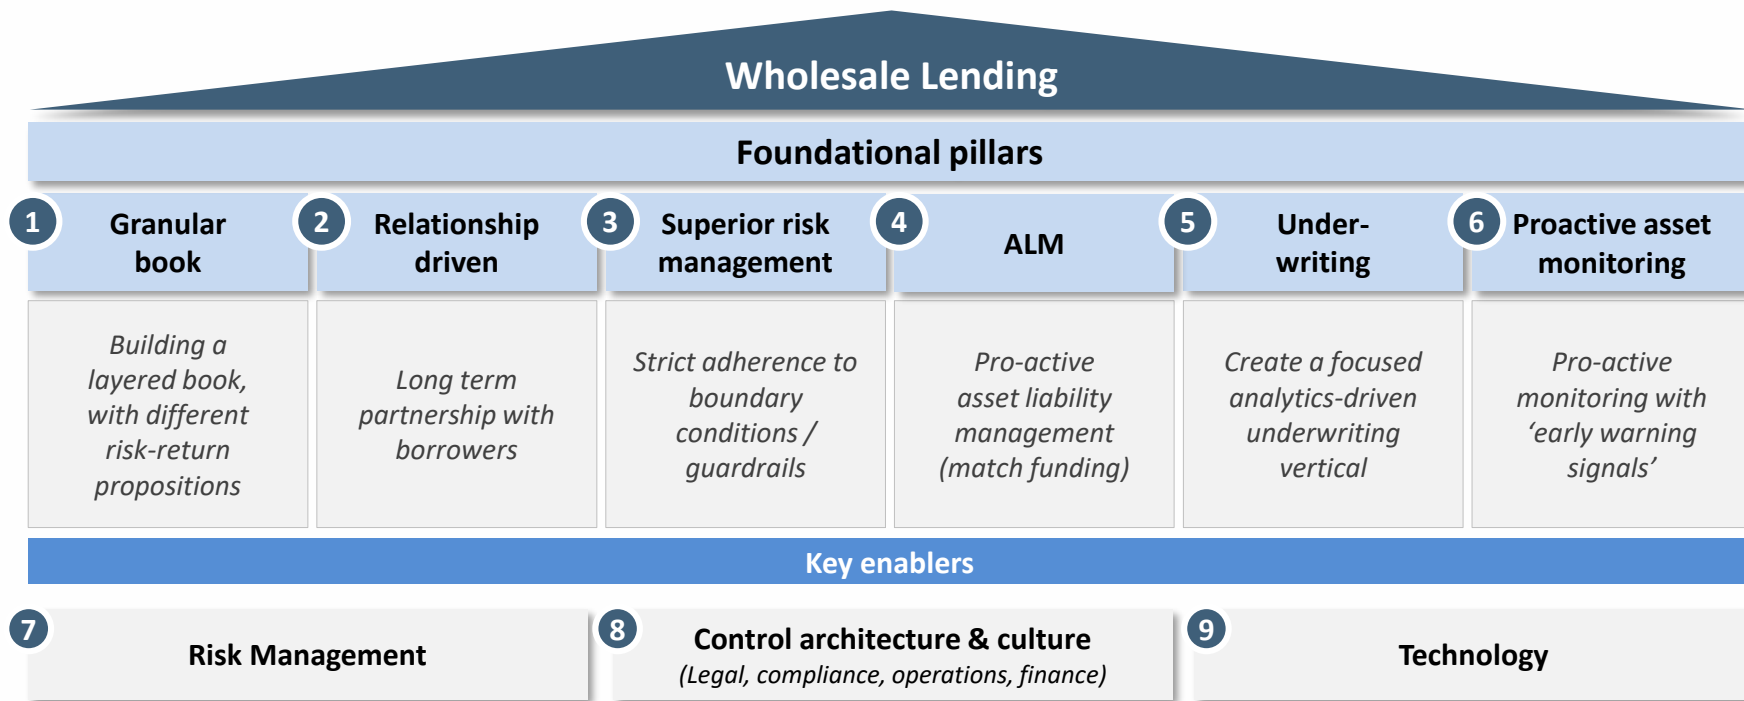 Wholesale Lending
Foundational pillars
1
Granular
book
2
Relationship
driven
3
Superior risk
management
4
ALM
5
Under-
writing
6
Proactive asset
monitoring
Building a
layered book,
with different
risk-return
propositions
Long term
partnership with
borrowers
Strict adherence to
boundary
conditions /
guardrails
Pro-active
asset liability
management
(match funding)
Create a focused
analytics-driven
underwriting
vertical
Pro-active
monitoring with
‘early warning
signals’
Key enablers
7
Risk Management
8
Control architecture & culture
(Legal, compliance, operations, finance)
9
Technology